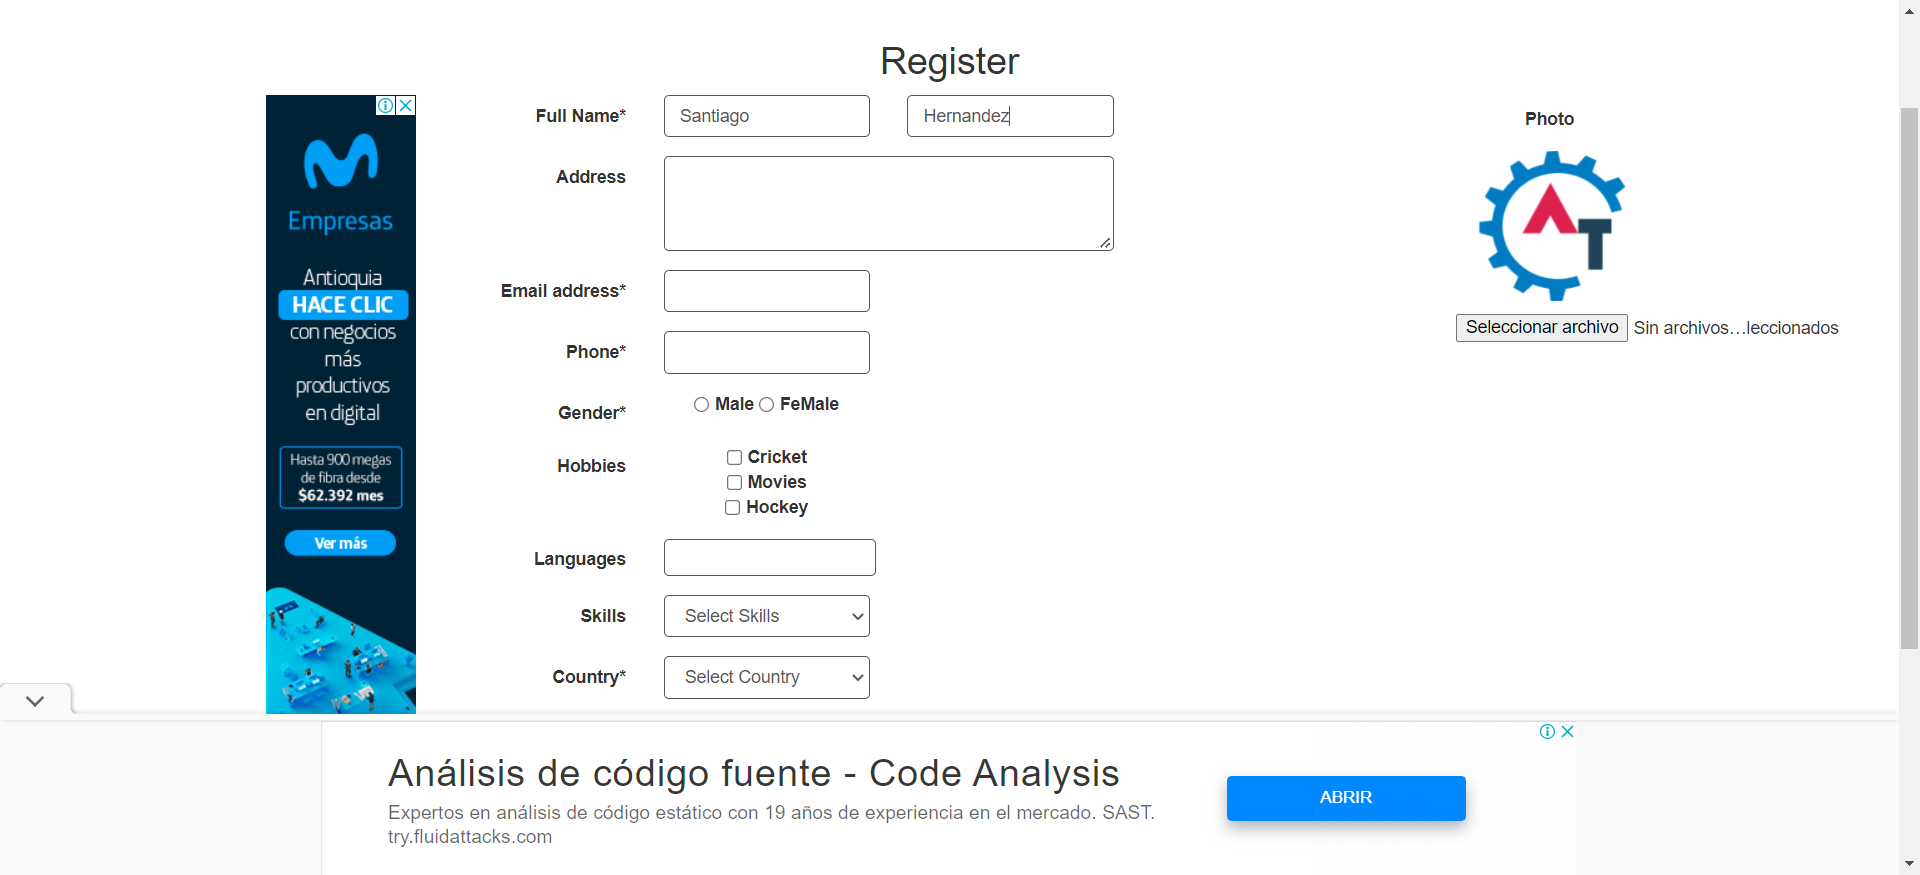 Register
Full Name* Santiago Hernandez
Address
Email address*
Phone*
Gender* Male FeMale
Hobbies Cricket
Movies
Hockey
Languages
Skills Select Skills
Country* Select Country
Photo
AT
Seleccionar archivo Sin archivos…leccionados
Empresas
Antioquia
HACE CLIC
con negocios
más
productivos
en digital
Hasta 900 megas
de fibra desde
$62.392 mes
Ver más
Análisis de código fuente - Code Analysis
Expertos en análisis de código estático con 19 años de experiencia en el mercado. SAST.
try.fluidattacks.com
ABRIR